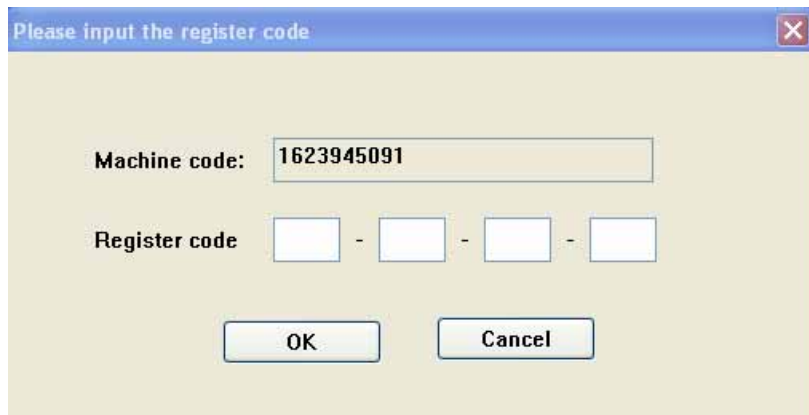 Please input the register code
Machine code: 1623945091
Register code - - -
OK Cancel